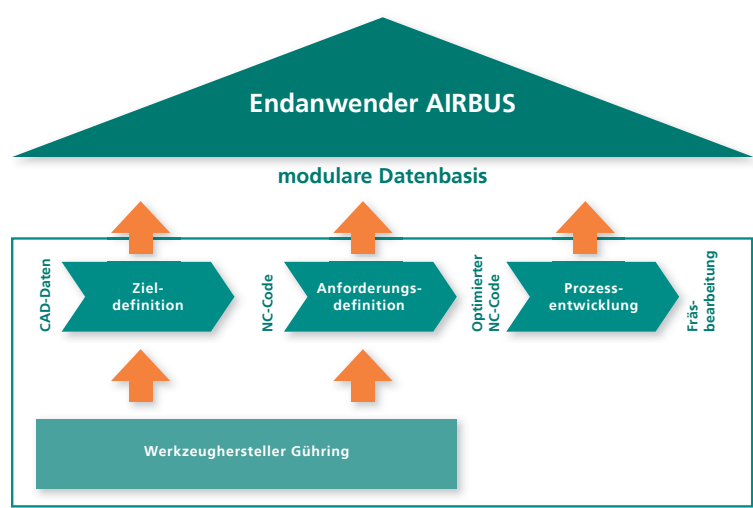 Endanwender AIRBUS
modulare Datenbasis
CAD-Daten
Ziel-
definition
NC-Code
Anforderungs-
definition
Optimierter
NC-Code
Prozess-
entwicklung
Fräs-
bearbeitung
Werkzeughersteller Gühring